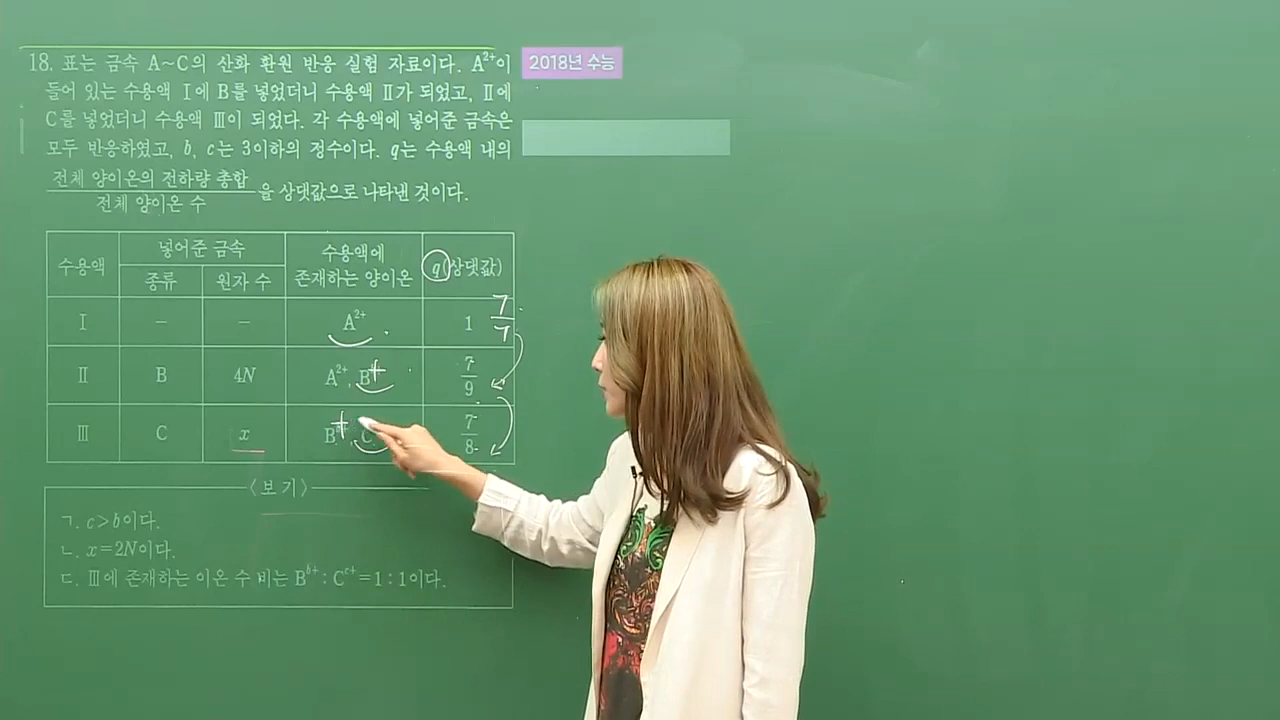 18. 표는 금속 A~C의 산화 환원 반응 실험 자료이다. A²⁺이
2018년 수능
들어 있는 수용액 Ⅰ에 B를 넣었더니 수용액 Ⅱ가 되었고, Ⅱ에
C를 넣었더니 수용액 Ⅲ이 되었다. 각 수용액에 넣어준 금속은
모두 반응하였고, b, c는 3이하의 정수이다. q는 수용액 내의
전체 양이온의 전하량 총합
을 상댓값으로 나타낸 것이다.
전체 양이온 수
수용액 넣어준 금속 수용액에 존재하는 양이온 q(상댓값)
종류 원자 수
Ⅰ − − A²⁺ 1 7/7
Ⅱ B 4N A²⁺, B⁺ 7/9
Ⅲ C x B⁺ C 7/8
〈보 기〉
ㄱ. c>b이다.
ㄴ. x=2N이다.
ㄷ. Ⅲ에 존재하는 이온 수 비는 Bᵇ⁺ : Cᶜ⁺ = 1 : 1이다.